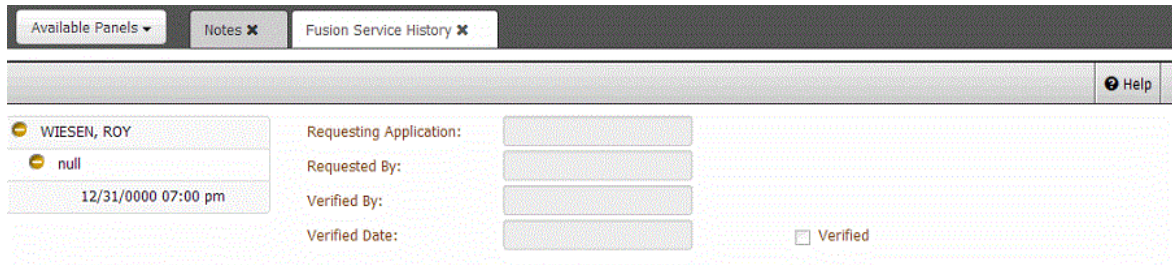 Available Panels Notes Fusion Service History
Help
WIESEN, ROY Requesting Application:
null Requested By:
12/31/0000 07:00 pm Verified By:
Verified Date: Verified